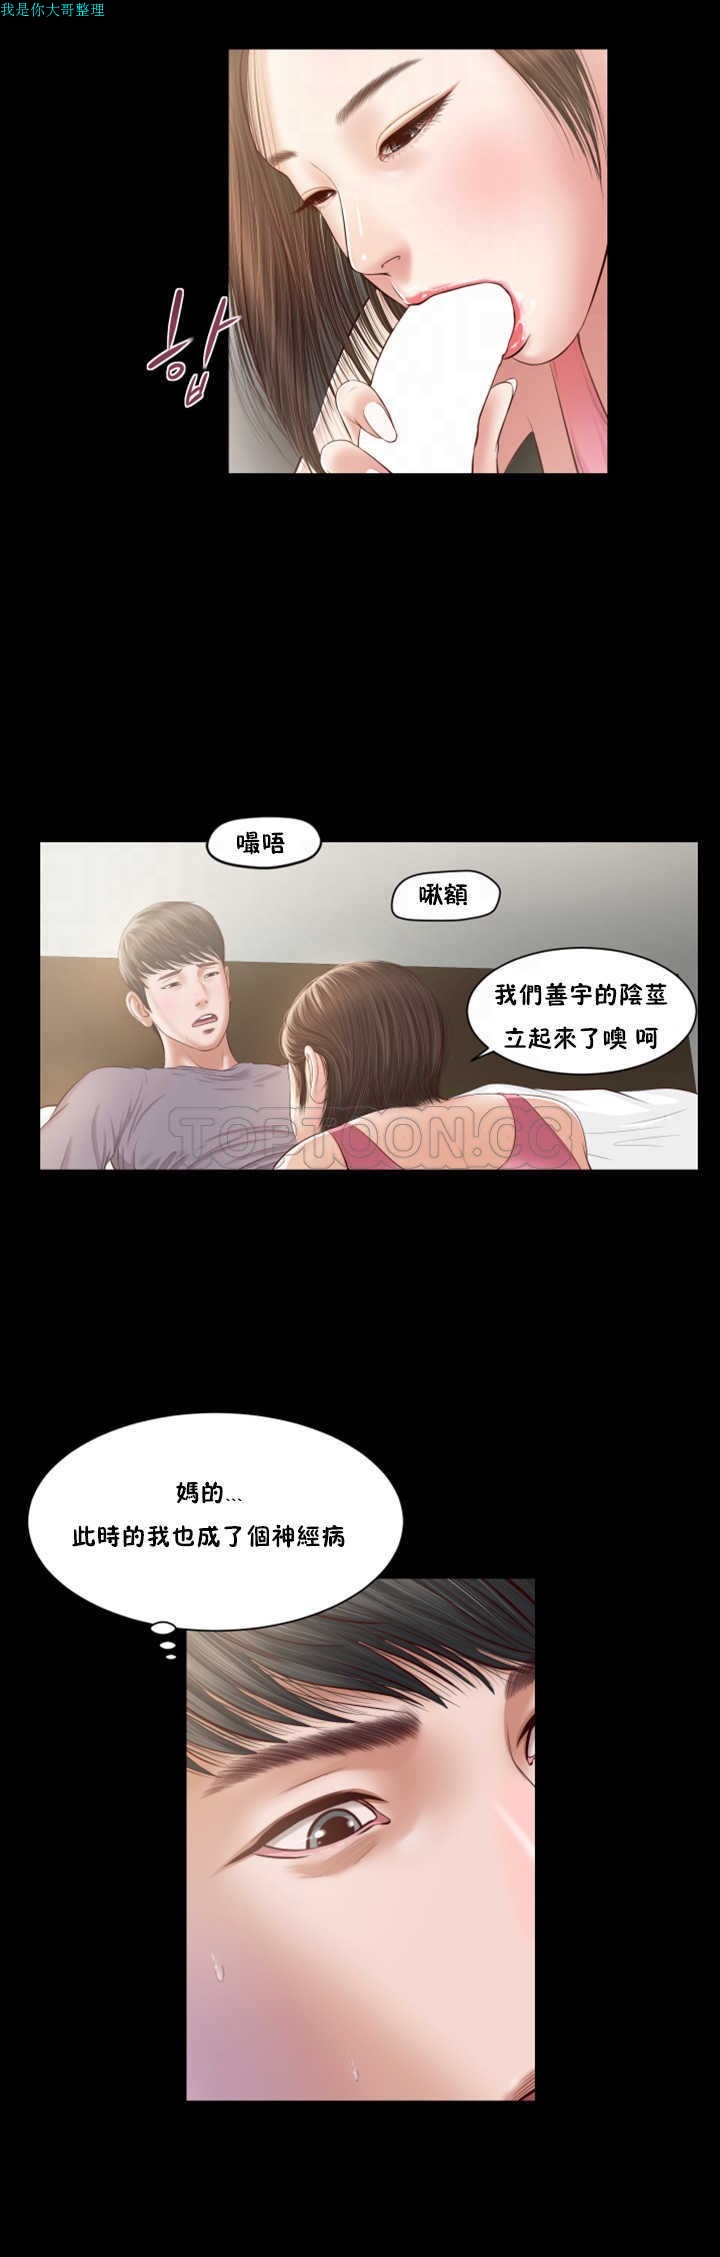 我是你大哥整理
합
嘬唔
啾額
我們善宇的陰莖
立起來了噢 呵
TOPTOON.CC
媽的...
此時的我也成了個神經病